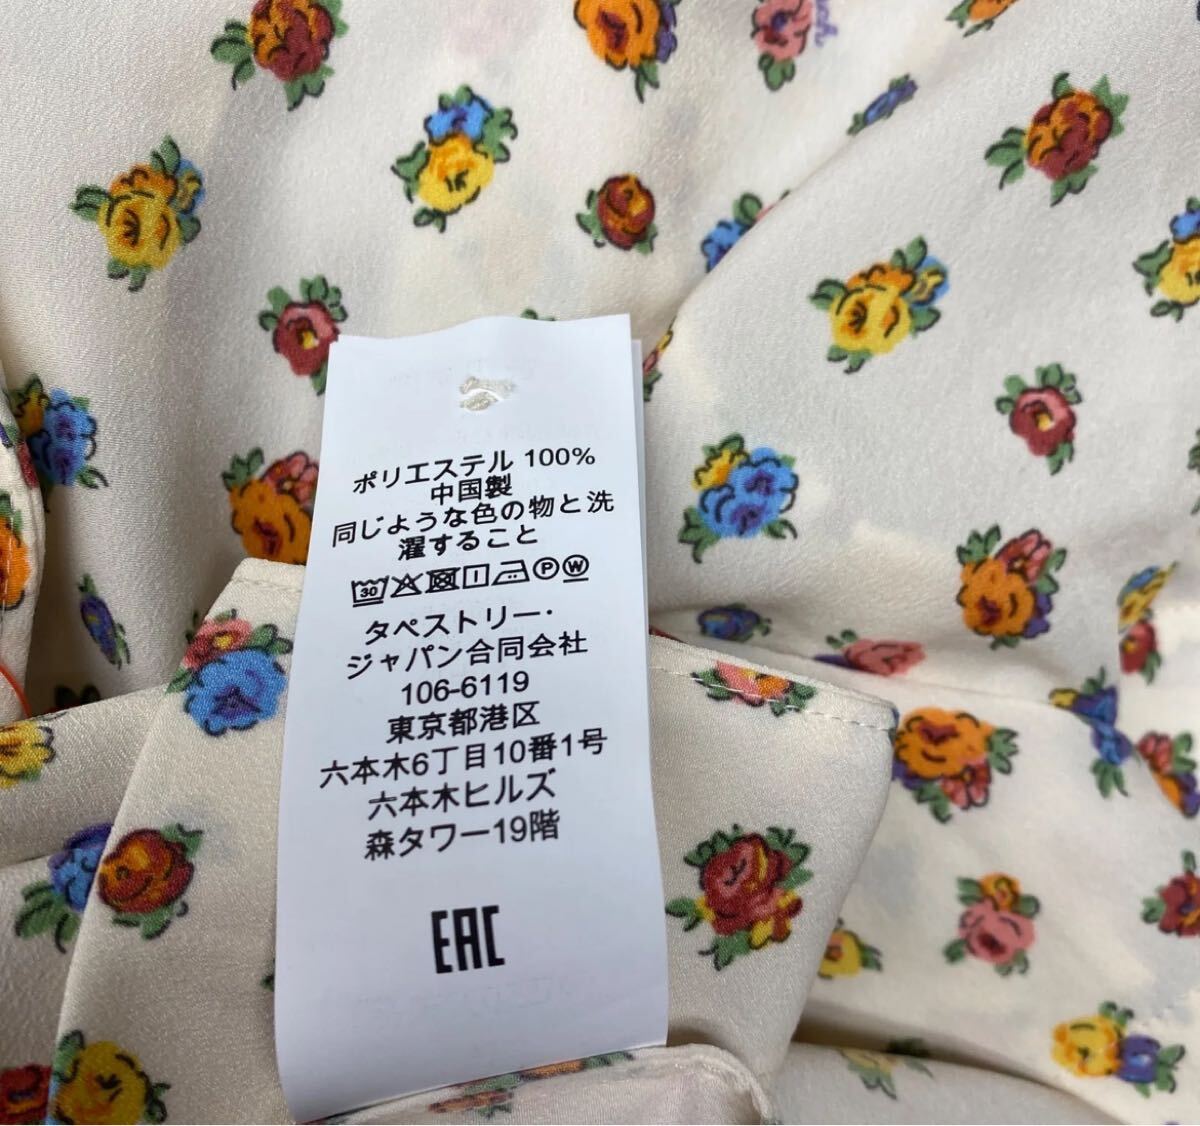 ポリエステル 100%
中国製
同じような色の物と洗
濯すること
30 P W
タペストリー・
ジャパン合同会社
106-6119
東京都港区
六本木6丁目10番1号
六本木ヒルズ
森タワー19階
EAC